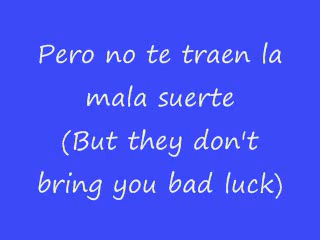 Pero no te traen la
mala suerte
(But they don't
bring you bad luck)